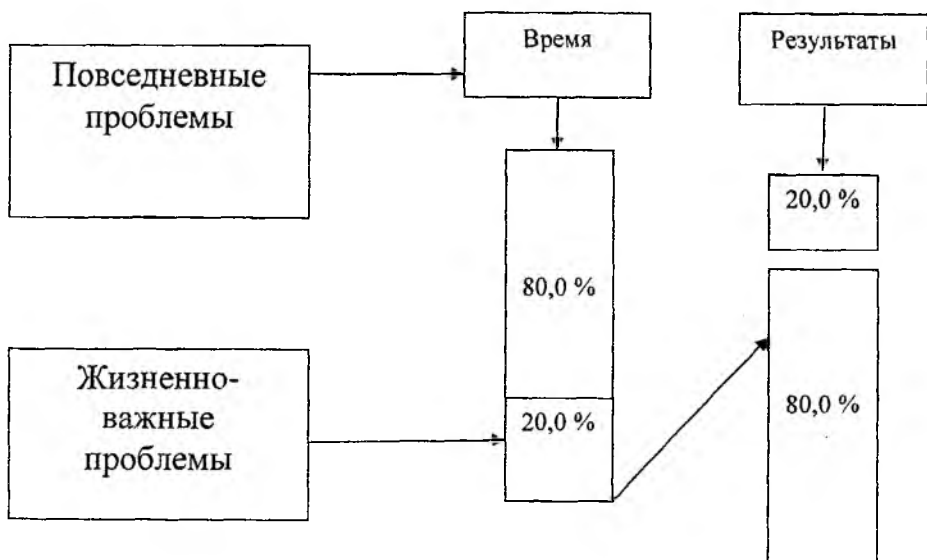 Повседневные
проблемы
Время
Результаты
20,0 %
80,0 %
Жизненно-
важные
проблемы
20,0 %
80,0 %